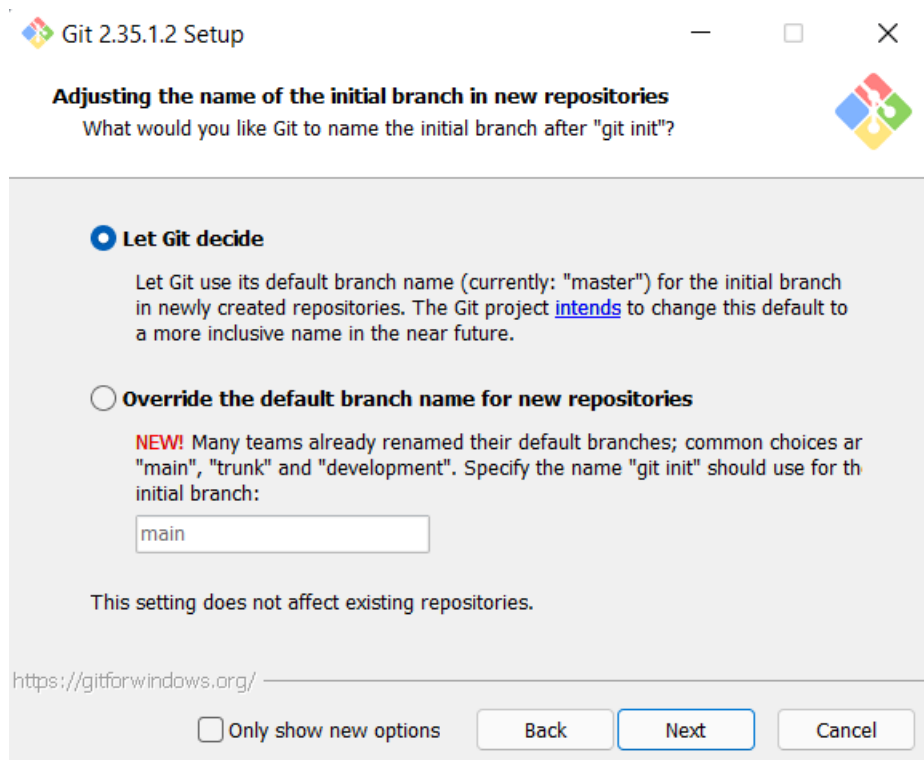 Git 2.35.1.2 Setup
Adjusting the name of the initial branch in new repositories
What would you like Git to name the initial branch after "git init"?
Let Git decide
Let Git use its default branch name (currently: "master") for the initial branch
in newly created repositories. The Git project intends to change this default to
a more inclusive name in the near future.
Override the default branch name for new repositories
NEW! Many teams already renamed their default branches; common choices ar
"main", "trunk" and "development". Specify the name "git init" should use for th
initial branch:
main
This setting does not affect existing repositories.
https://gitforwindows.org/
Only show new options Back Next Cancel